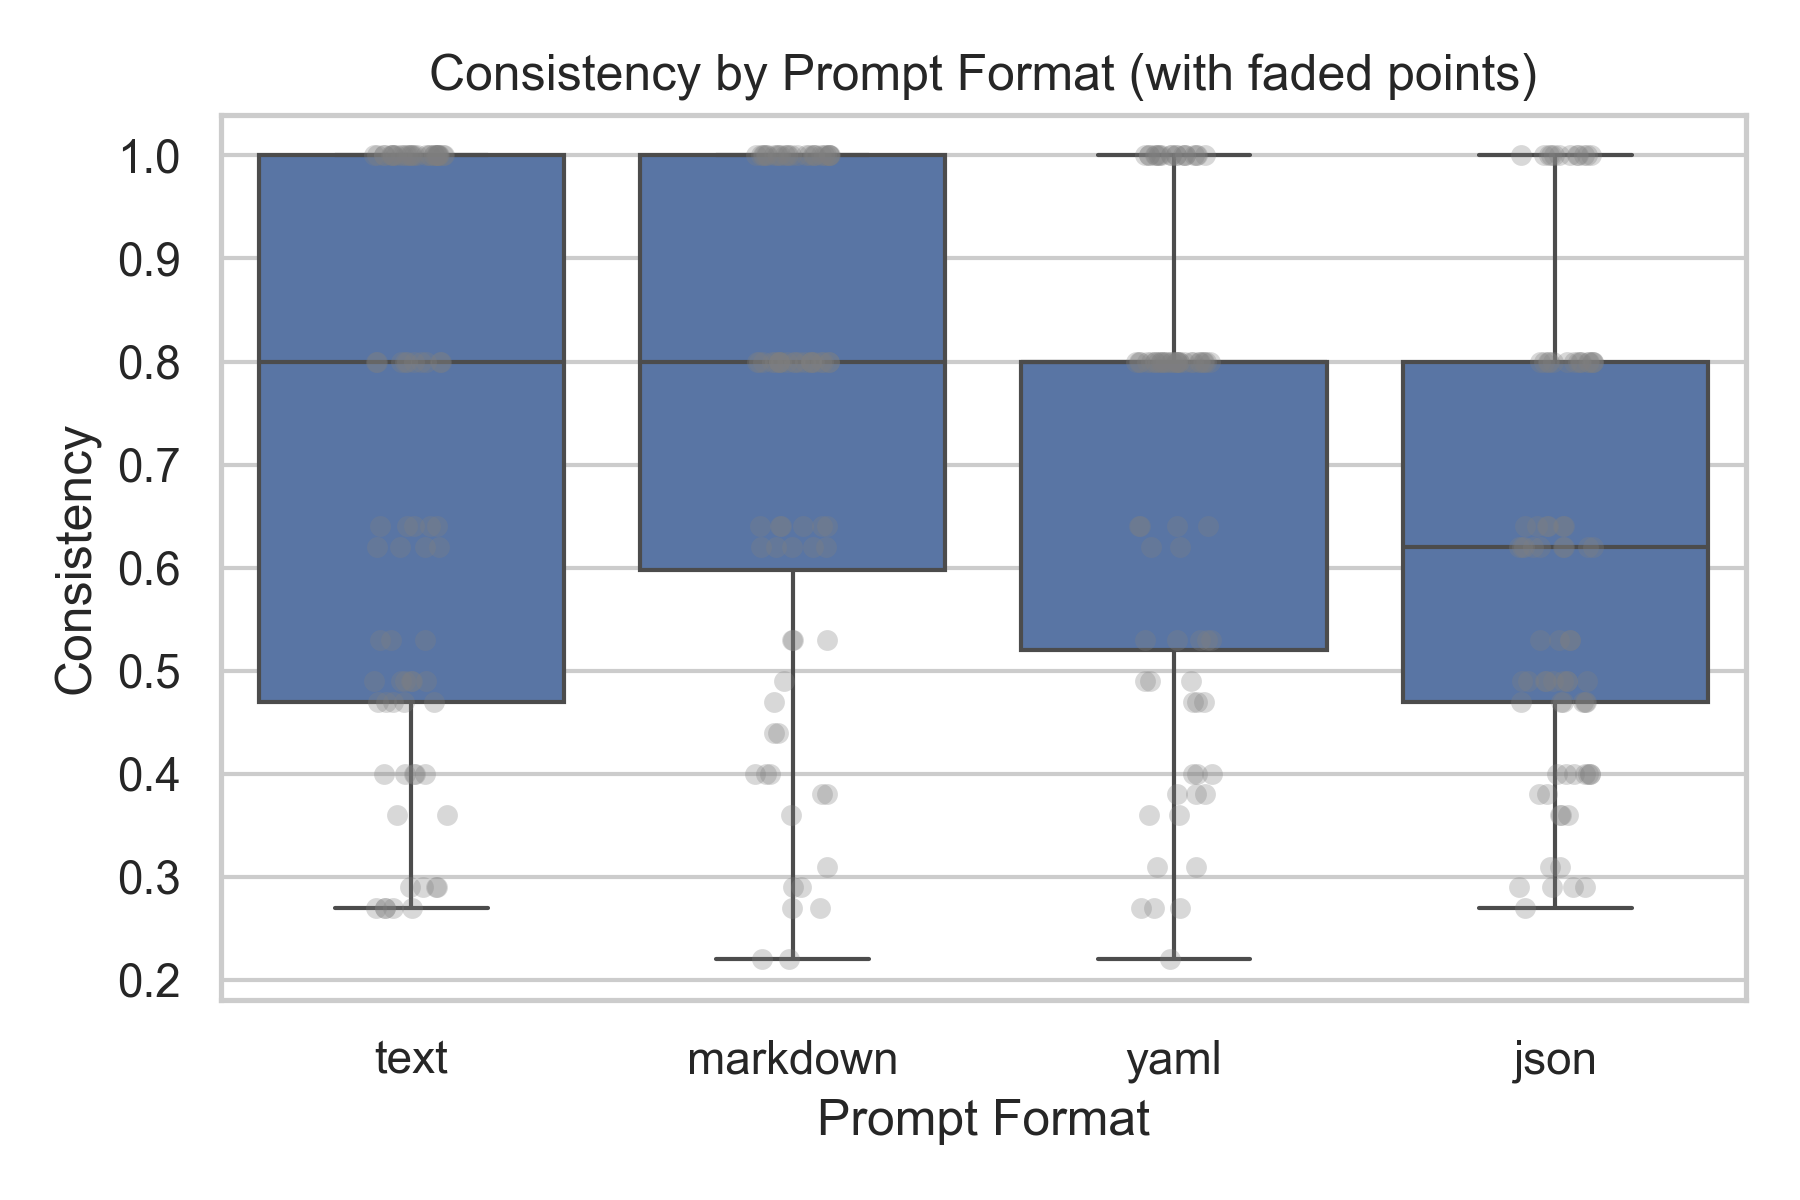 Consistency by Prompt Format (with faded points)
Consistency
1.0
0.9
0.8
0.7
0.6
0.5
0.4
0.3
0.2
text markdown yaml json
Prompt Format